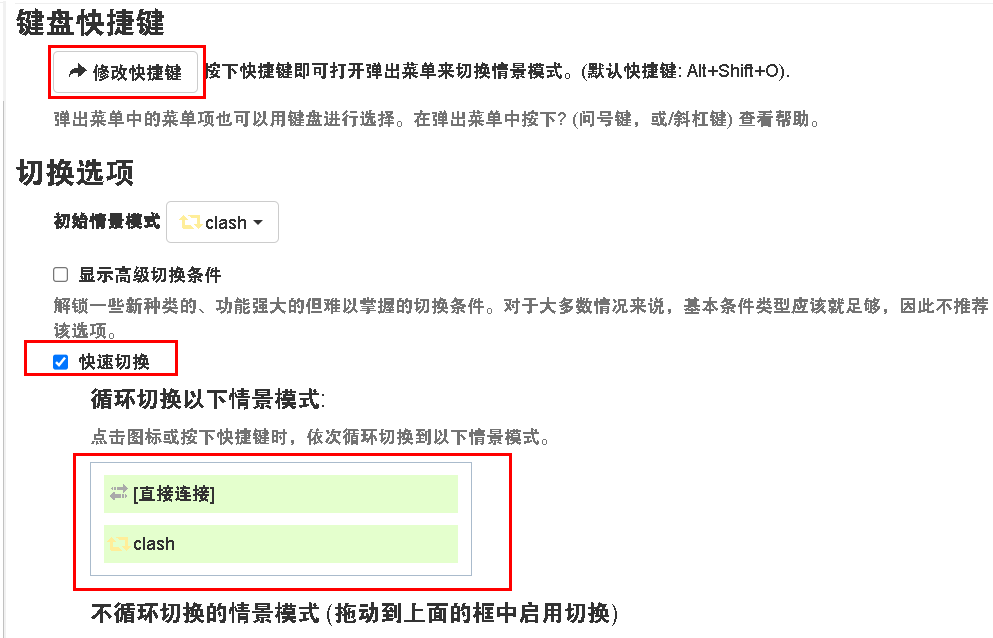 键盘快捷键
修改快捷键 按下快捷键即可打开弹出菜单来切换情景模式。(默认快捷键: Alt+Shift+O).
弹出菜单中的菜单项也可以用键盘进行选择。在弹出菜单中按下? (问号键，或/斜杠键) 查看帮助。
切换选项
初始情景模式 clash
显示高级切换条件
解锁一些新种类的、功能强大的但难以掌握的切换条件。对于大多数情况来说，基本条件类型应该就足够，因此不推荐
该选项。
快速切换
循环切换以下情景模式:
点击图标或按下快捷键时，依次循环切换到以下情景模式。
[直接连接]
clash
不循环切换的情景模式 (拖动到上面的框中启用切换)